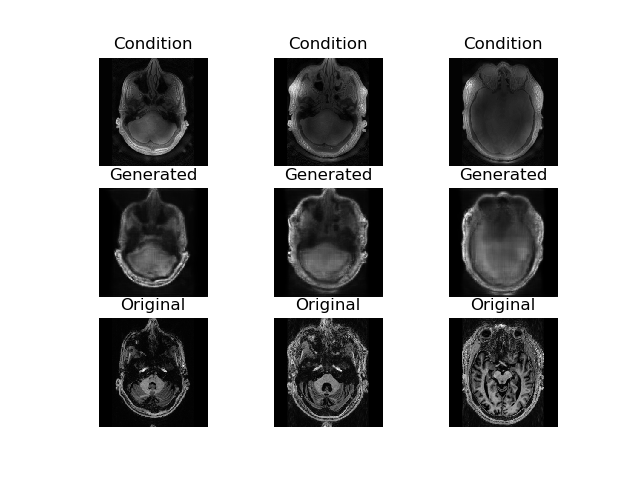 Condition Condition Condition
Generated Generated Generated
Original Original Original